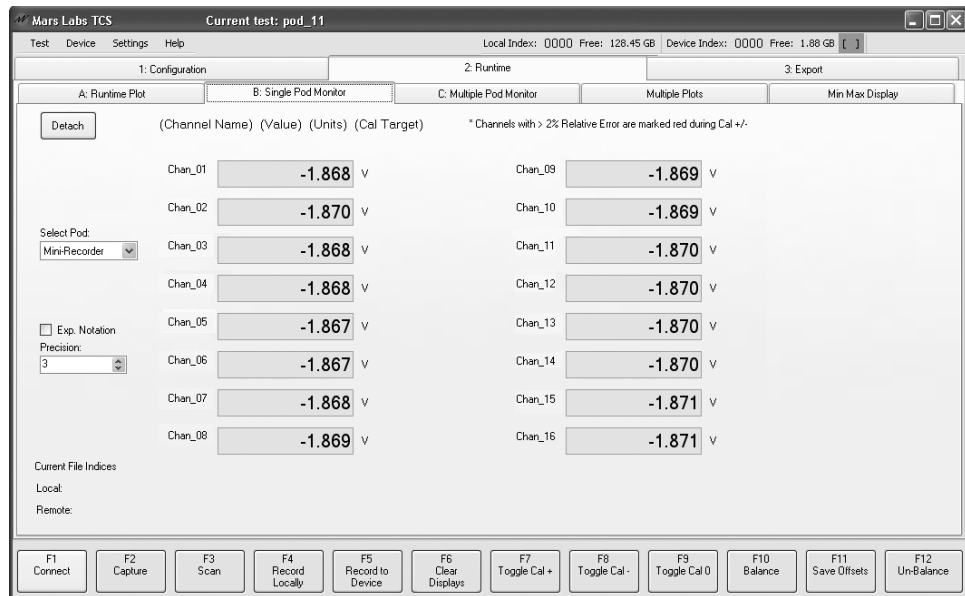 Mars Labs TCS Current test: pod_11
Test Device Settings Help Local Index: 0000 Free: 128.45 GB Device Index: 0000 Free: 1.88 GB [ ]
1: Configuration 2: Runtime 3: Export
A: Runtime Plot B: Single Pod Monitor C: Multiple Pod Monitor Multiple Plots Min Max Display
Detach (Channel Name) (Value) (Units) (Cal Target) * Channels with > 2% Relative Error are marked red during Cal +/-
Chan_01 -1.868 V Chan_09 -1.869 V
Chan_02 -1.870 V Chan_10 -1.869 V
Select Pod:
Mini-Recorder Chan_03 -1.868 V Chan_11 -1.870 V
Chan_04 -1.868 V Chan_12 -1.870 V
Exp. Notation Chan_05 -1.867 V Chan_13 -1.870 V
Precision:
3 Chan_06 -1.867 V Chan_14 -1.870 V
Chan_07 -1.868 V Chan_15 -1.871 V
Chan_08 -1.869 V Chan_16 -1.871 V
Current File Indices
Local:
Remote:
F1 F2 F3 F4 F5 F6 F7 F8 F9 F10 F11 F12
Connect Capture Scan Record Record to Clear Toggle Cal + Toggle Cal - Toggle Cal 0 Balance Save Offsets Un-Balance
Locally Device Displays